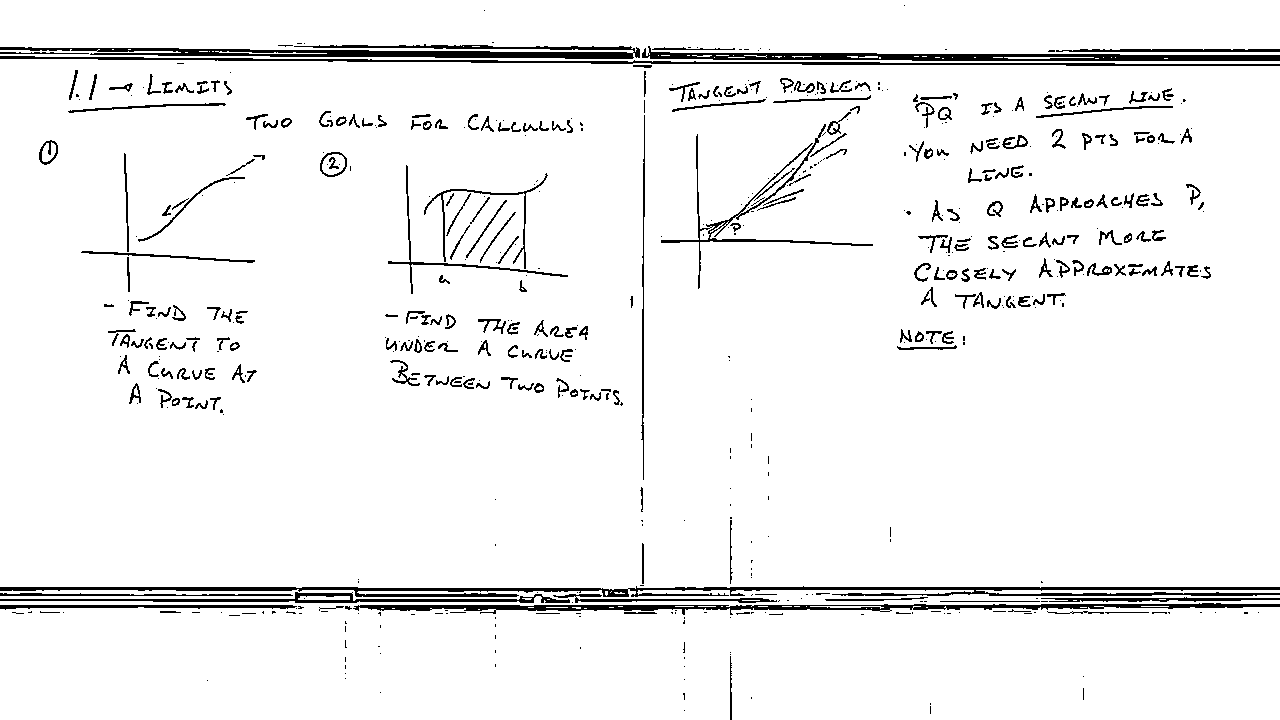 1.1 → LIMITS
TWO GOALS FOR CALCULUS:
①
- FIND THE
TANGENT TO
A CURVE AT
A POINT.
②
a b
- FIND THE AREA
UNDER A CURVE
BETWEEN TWO POINTS.
TANGENT PROBLEM:
Q
P
PQ IS A SECANT LINE.
· YOU NEED 2 PTS FOR A
LINE.
· AS Q APPROACHES P,
THE SECANT MORE
CLOSELY APPROXIMATES
A TANGENT.
NOTE: